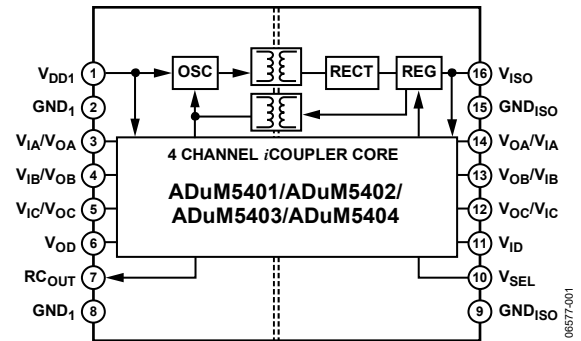 OSC
RECT
REG
VDD1 1
16 VISO
GND1 2
15 GNDISO
VIA/VOA 3
14 VOA/VIA
4 CHANNEL iCOUPLER CORE
VIB/VOB 4
13 VOB/VIB
ADuM5401/ADuM5402/
ADuM5403/ADuM5404
VIC/VOC 5
12 VOC/VIC
VOD 6
11 VID
RCOUT 7
10 VSEL
GND1 8
9 GNDISO
06577-001